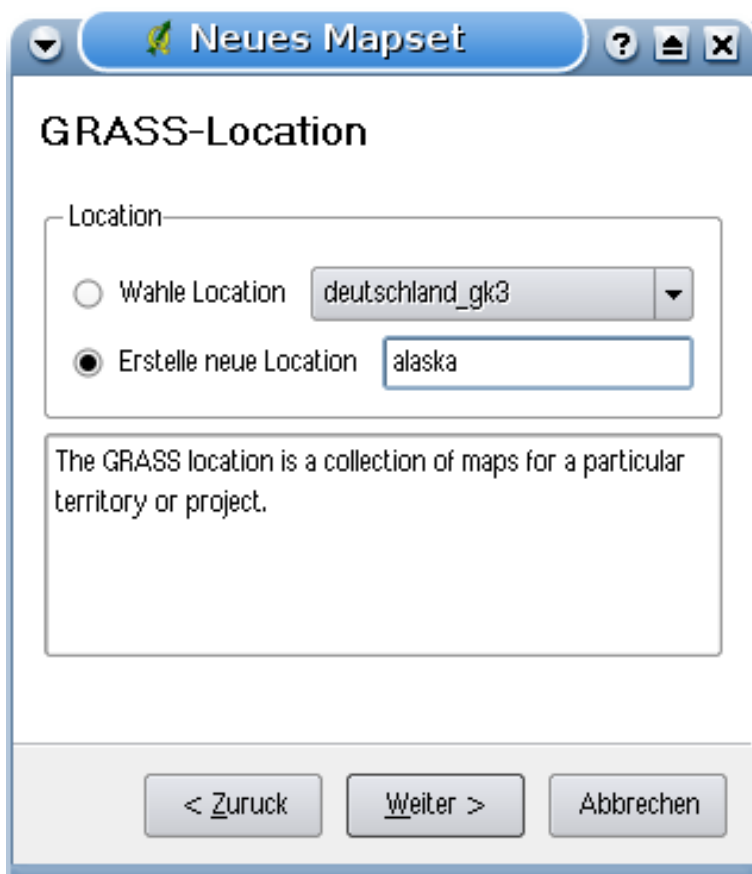 Neues Mapset
GRASS-Location
Location
Wahle Location deutschland_gk3
Erstelle neue Location alaska
The GRASS location is a collection of maps for a particular
territory or project.
< Zuruck Weiter > Abbrechen